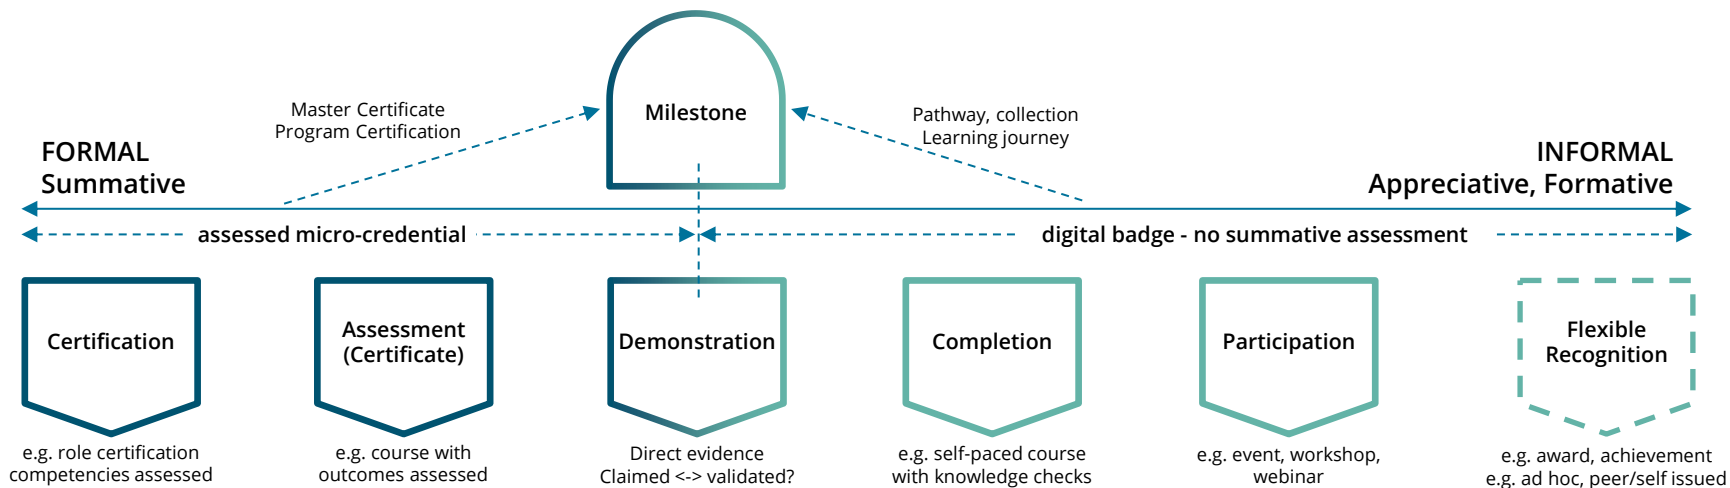 Milestone
Master Certificate
Program Certification
Pathway, collection
Learning journey
FORMAL
Summative
INFORMAL
Appreciative, Formative
assessed micro-credential
digital badge - no summative assessment
Certification
Assessment
(Certificate)
Demonstration
Completion
Participation
Flexible
Recognition
e.g. role certification
competencies assessed
e.g. course with
outcomes assessed
Direct evidence
Claimed <-> validated?
e.g. self-paced course
with knowledge checks
e.g. event, workshop,
webinar
e.g. award, achievement
e.g. ad hoc, peer/self issued